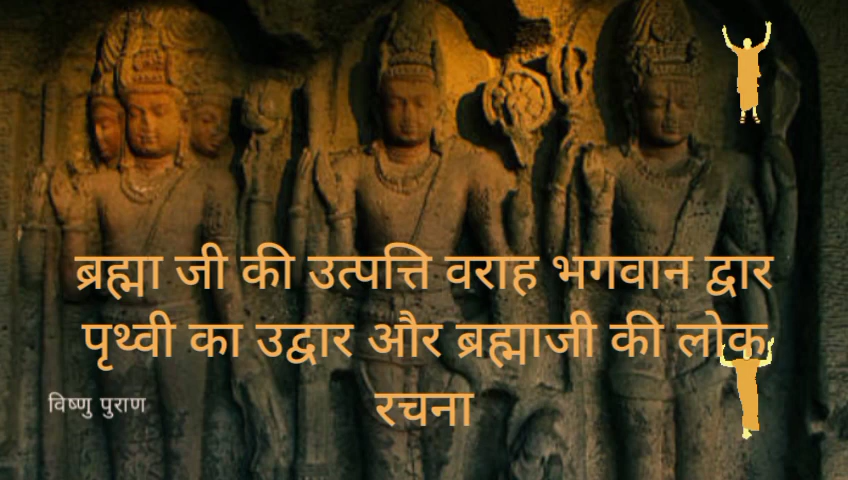 ब्रह्मा जी की उत्पत्ति वराह भगवान द्वार
पृथ्वी का उद्वार और ब्रह्माजी की लोक
रचना
विष्णु पुराण